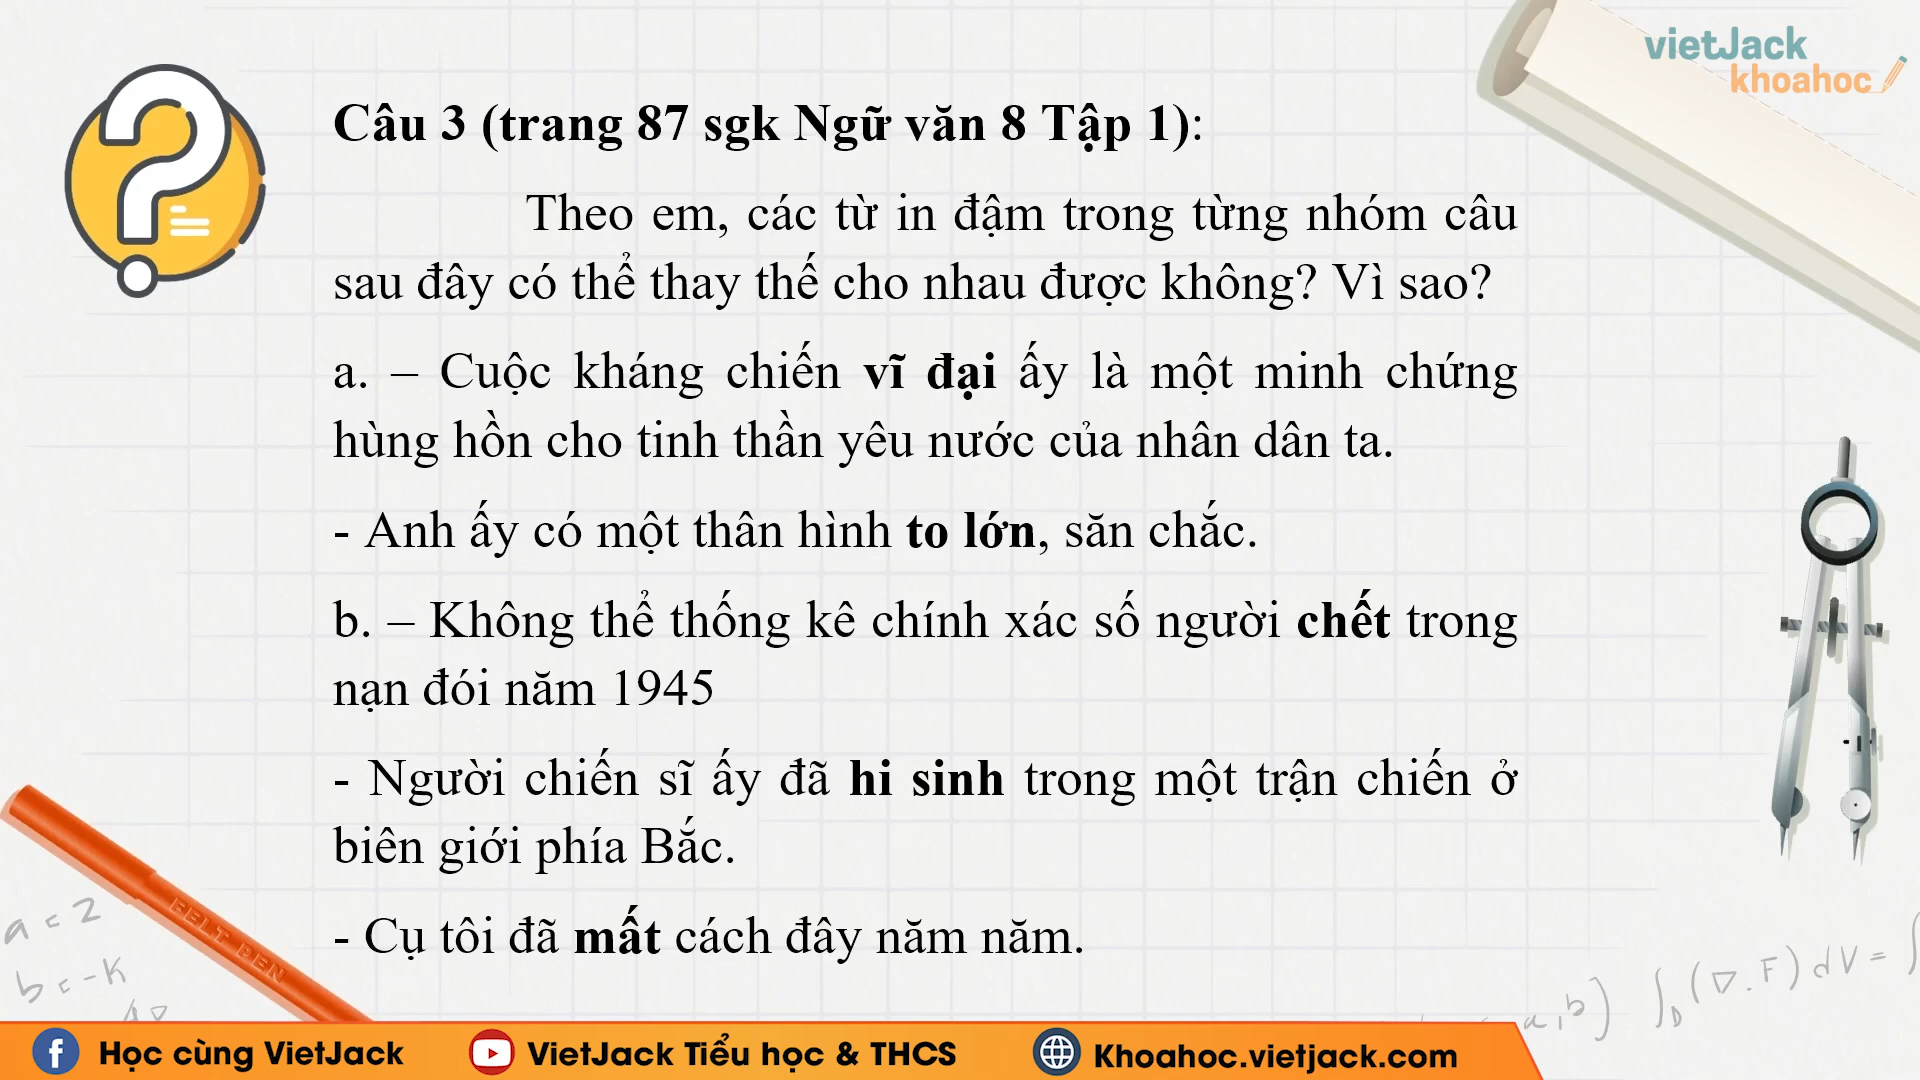 vietJack
khoahoc
Câu 3 (trang 87 sgk Ngữ văn 8 Tập 1):
Theo em, các từ in đậm trong từng nhóm câu
sau đây có thể thay thế cho nhau được không? Vì sao?
a. – Cuộc kháng chiến vĩ đại ấy là một minh chứng
hùng hồn cho tinh thần yêu nước của nhân dân ta.
- Anh ấy có một thân hình to lớn, săn chắc.
b. – Không thể thống kê chính xác số người chết trong
nạn đói năm 1945
- Người chiến sĩ ấy đã hi sinh trong một trận chiến ở
biên giới phía Bắc.
- Cụ tôi đã mất cách đây năm năm.
a = 2
b = -k
a, b)
∫D (∇.F) dV = ∫
Học cùng VietJack
VietJack Tiểu học & THCS
Khoahoc.vietjack.com